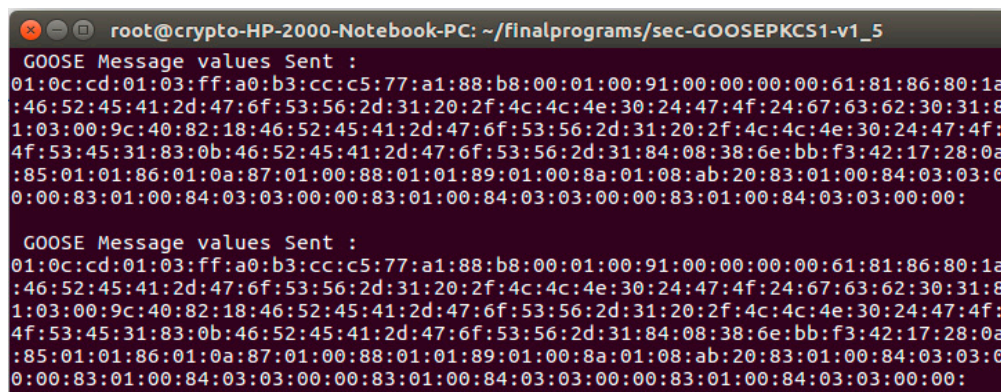 root@crypto-HP-2000-Notebook-PC: ~/finalprograms/sec-GOOSEPKCS1-v1_5
GOOSE Message values Sent :
01:0c:cd:01:03:ff:a0:b3:cc:c5:77:a1:88:b8:00:01:00:91:00:00:00:00:61:81:86:80:1a
:46:52:45:41:2d:47:6f:53:56:2d:31:20:2f:4c:4c:4e:30:24:47:4f:24:67:63:62:30:31:8
1:03:00:9c:40:82:18:46:52:45:41:2d:47:6f:53:56:2d:31:20:2f:4c:4c:4e:30:24:47:4f:
4f:53:45:31:83:0b:46:52:45:41:2d:47:6f:53:56:2d:31:84:08:38:6e:bb:f3:42:17:28:0a
:85:01:01:86:01:0a:87:01:00:88:01:01:89:01:00:8a:01:08:ab:20:83:01:00:84:03:03:0
0:00:83:01:00:84:03:03:00:00:83:01:00:84:03:03:00:00:83:01:00:84:03:03:00:00:
GOOSE Message values Sent :
01:0c:cd:01:03:ff:a0:b3:cc:c5:77:a1:88:b8:00:01:00:91:00:00:00:00:61:81:86:80:1a
:46:52:45:41:2d:47:6f:53:56:2d:31:20:2f:4c:4c:4e:30:24:47:4f:24:67:63:62:30:31:8
1:03:00:9c:40:82:18:46:52:45:41:2d:47:6f:53:56:2d:31:20:2f:4c:4c:4e:30:24:47:4f:
4f:53:45:31:83:0b:46:52:45:41:2d:47:6f:53:56:2d:31:84:08:38:6e:bb:f3:42:17:28:0a
:85:01:01:86:01:0a:87:01:00:88:01:01:89:01:00:8a:01:08:ab:20:83:01:00:84:03:03:0
0:00:83:01:00:84:03:03:00:00:83:01:00:84:03:03:00:00:83:01:00:84:03:03:00:00: